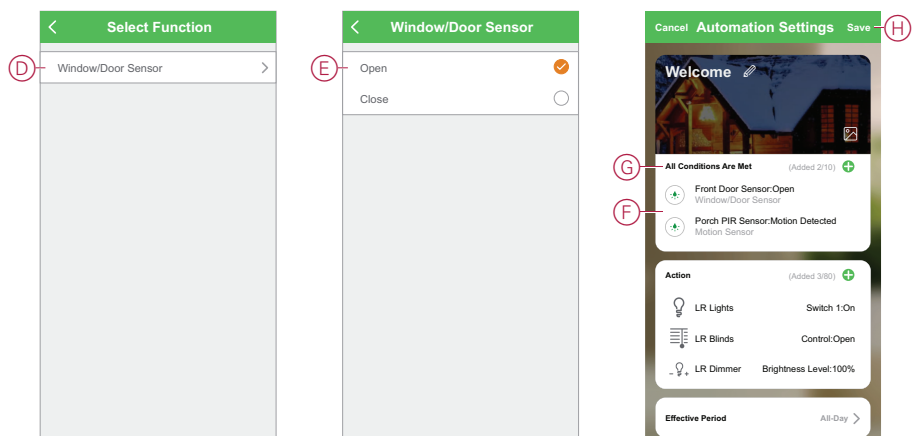 Select Function
D
Window/Door Sensor
Window/Door Sensor
E
Open
Close
Cancel Automation Settings Save
H
Welcome
G
All Conditions Are Met (Added 2/10)
Front Door Sensor:Open
Window/Door Sensor
F
Porch PIR Sensor:Motion Detected
Motion Sensor
Action (Added 3/80)
LR Lights Switch 1:On
LR Blinds Control:Open
LR Dimmer Brightness Level:100%
Effective Period All-Day